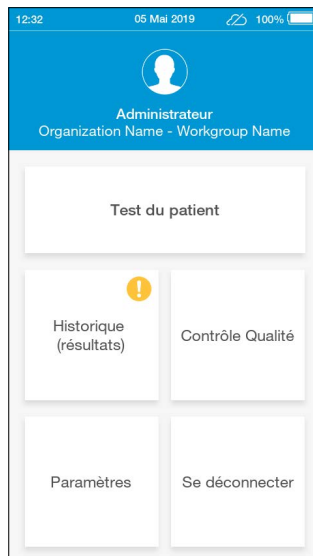 12:32 05 Mai 2019 100%
Administrateur
Organization Name - Workgroup Name
Test du patient
Historique
(résultats)
Contrôle Qualité
Paramètres
Se déconnecter